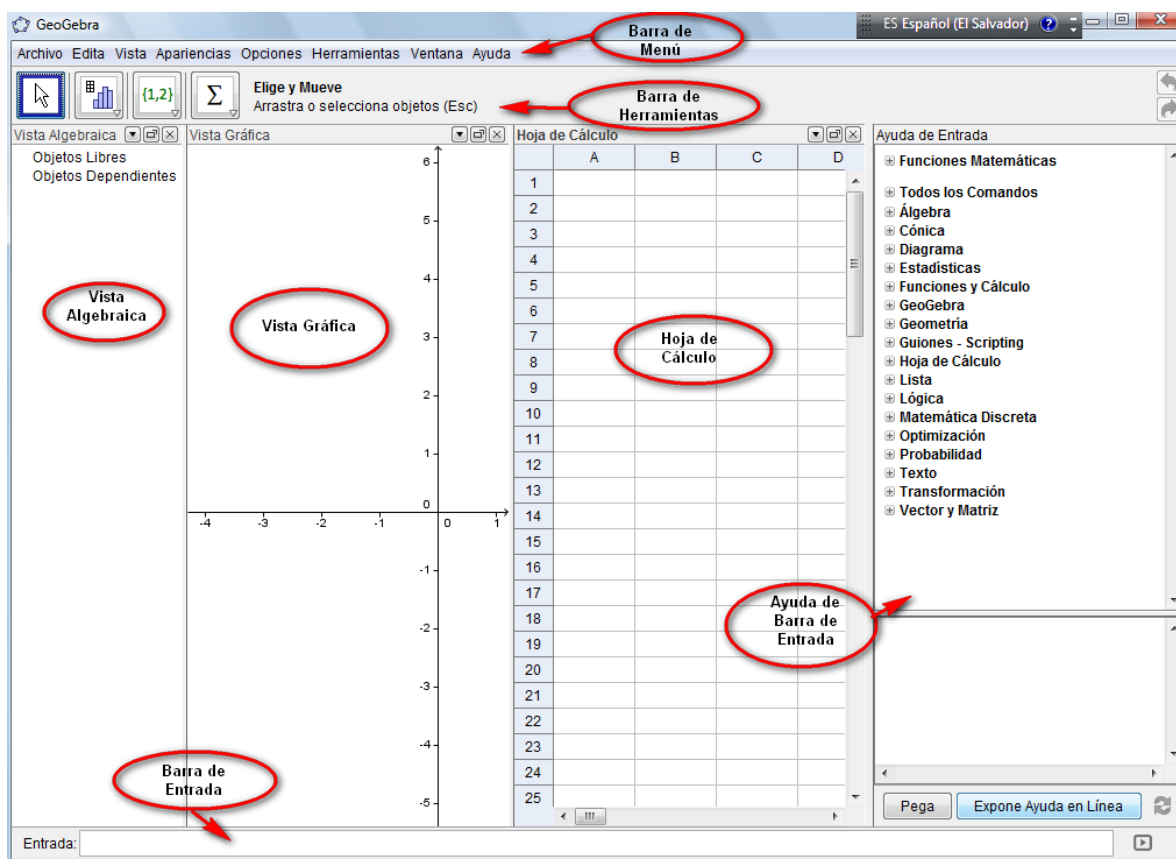 GeoGebra
ES Español (El Salvador)
Barra de
Menú
Archivo Edita Vista Apariencias Opciones Herramientas Ventana Ayuda
{1,2}
Σ
Elige y Mueve
Arrastra o selecciona objetos (Esc)
Barra de
Herramientas
Vista Algebraica
Vista Gráfica
Hoja de Cálculo
Ayuda de Entrada
Objetos Libres
Objetos Dependientes
Vista
Algebraica
Vista Gráfica
6
5
4
3
2
1
0
-4 -3 -2 -1 0 1
-1
-2
-3
-4
-5
A B C D
1
2
3
4
5
6
7
8
9
10
11
12
13
14
15
16
17
18
19
20
21
22
23
24
25
Hoja de
Cálculo
Funciones Matemáticas
Todos los Comandos
Álgebra
Cónica
Diagrama
Estadísticas
Funciones y Cálculo
GeoGebra
Geometría
Guiones - Scripting
Hoja de Cálculo
Lista
Lógica
Matemática Discreta
Optimización
Probabilidad
Texto
Transformación
Vector y Matriz
Ayuda de
Barra de
Entrada
Barra de
Entrada
Pega
Expone Ayuda en Línea
Entrada: